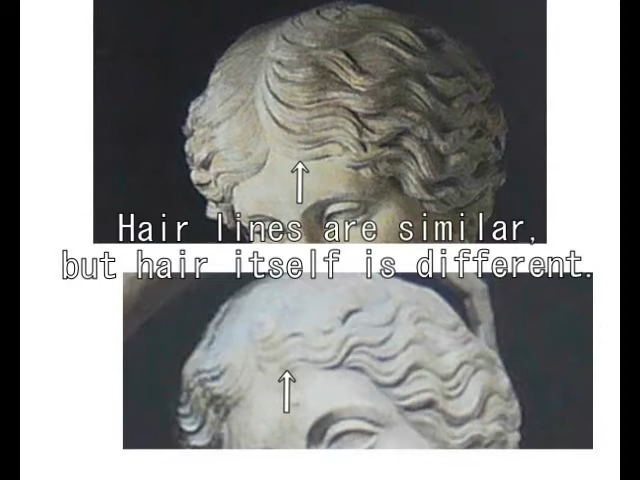 Hair lines are similar,
but hair itself is different.